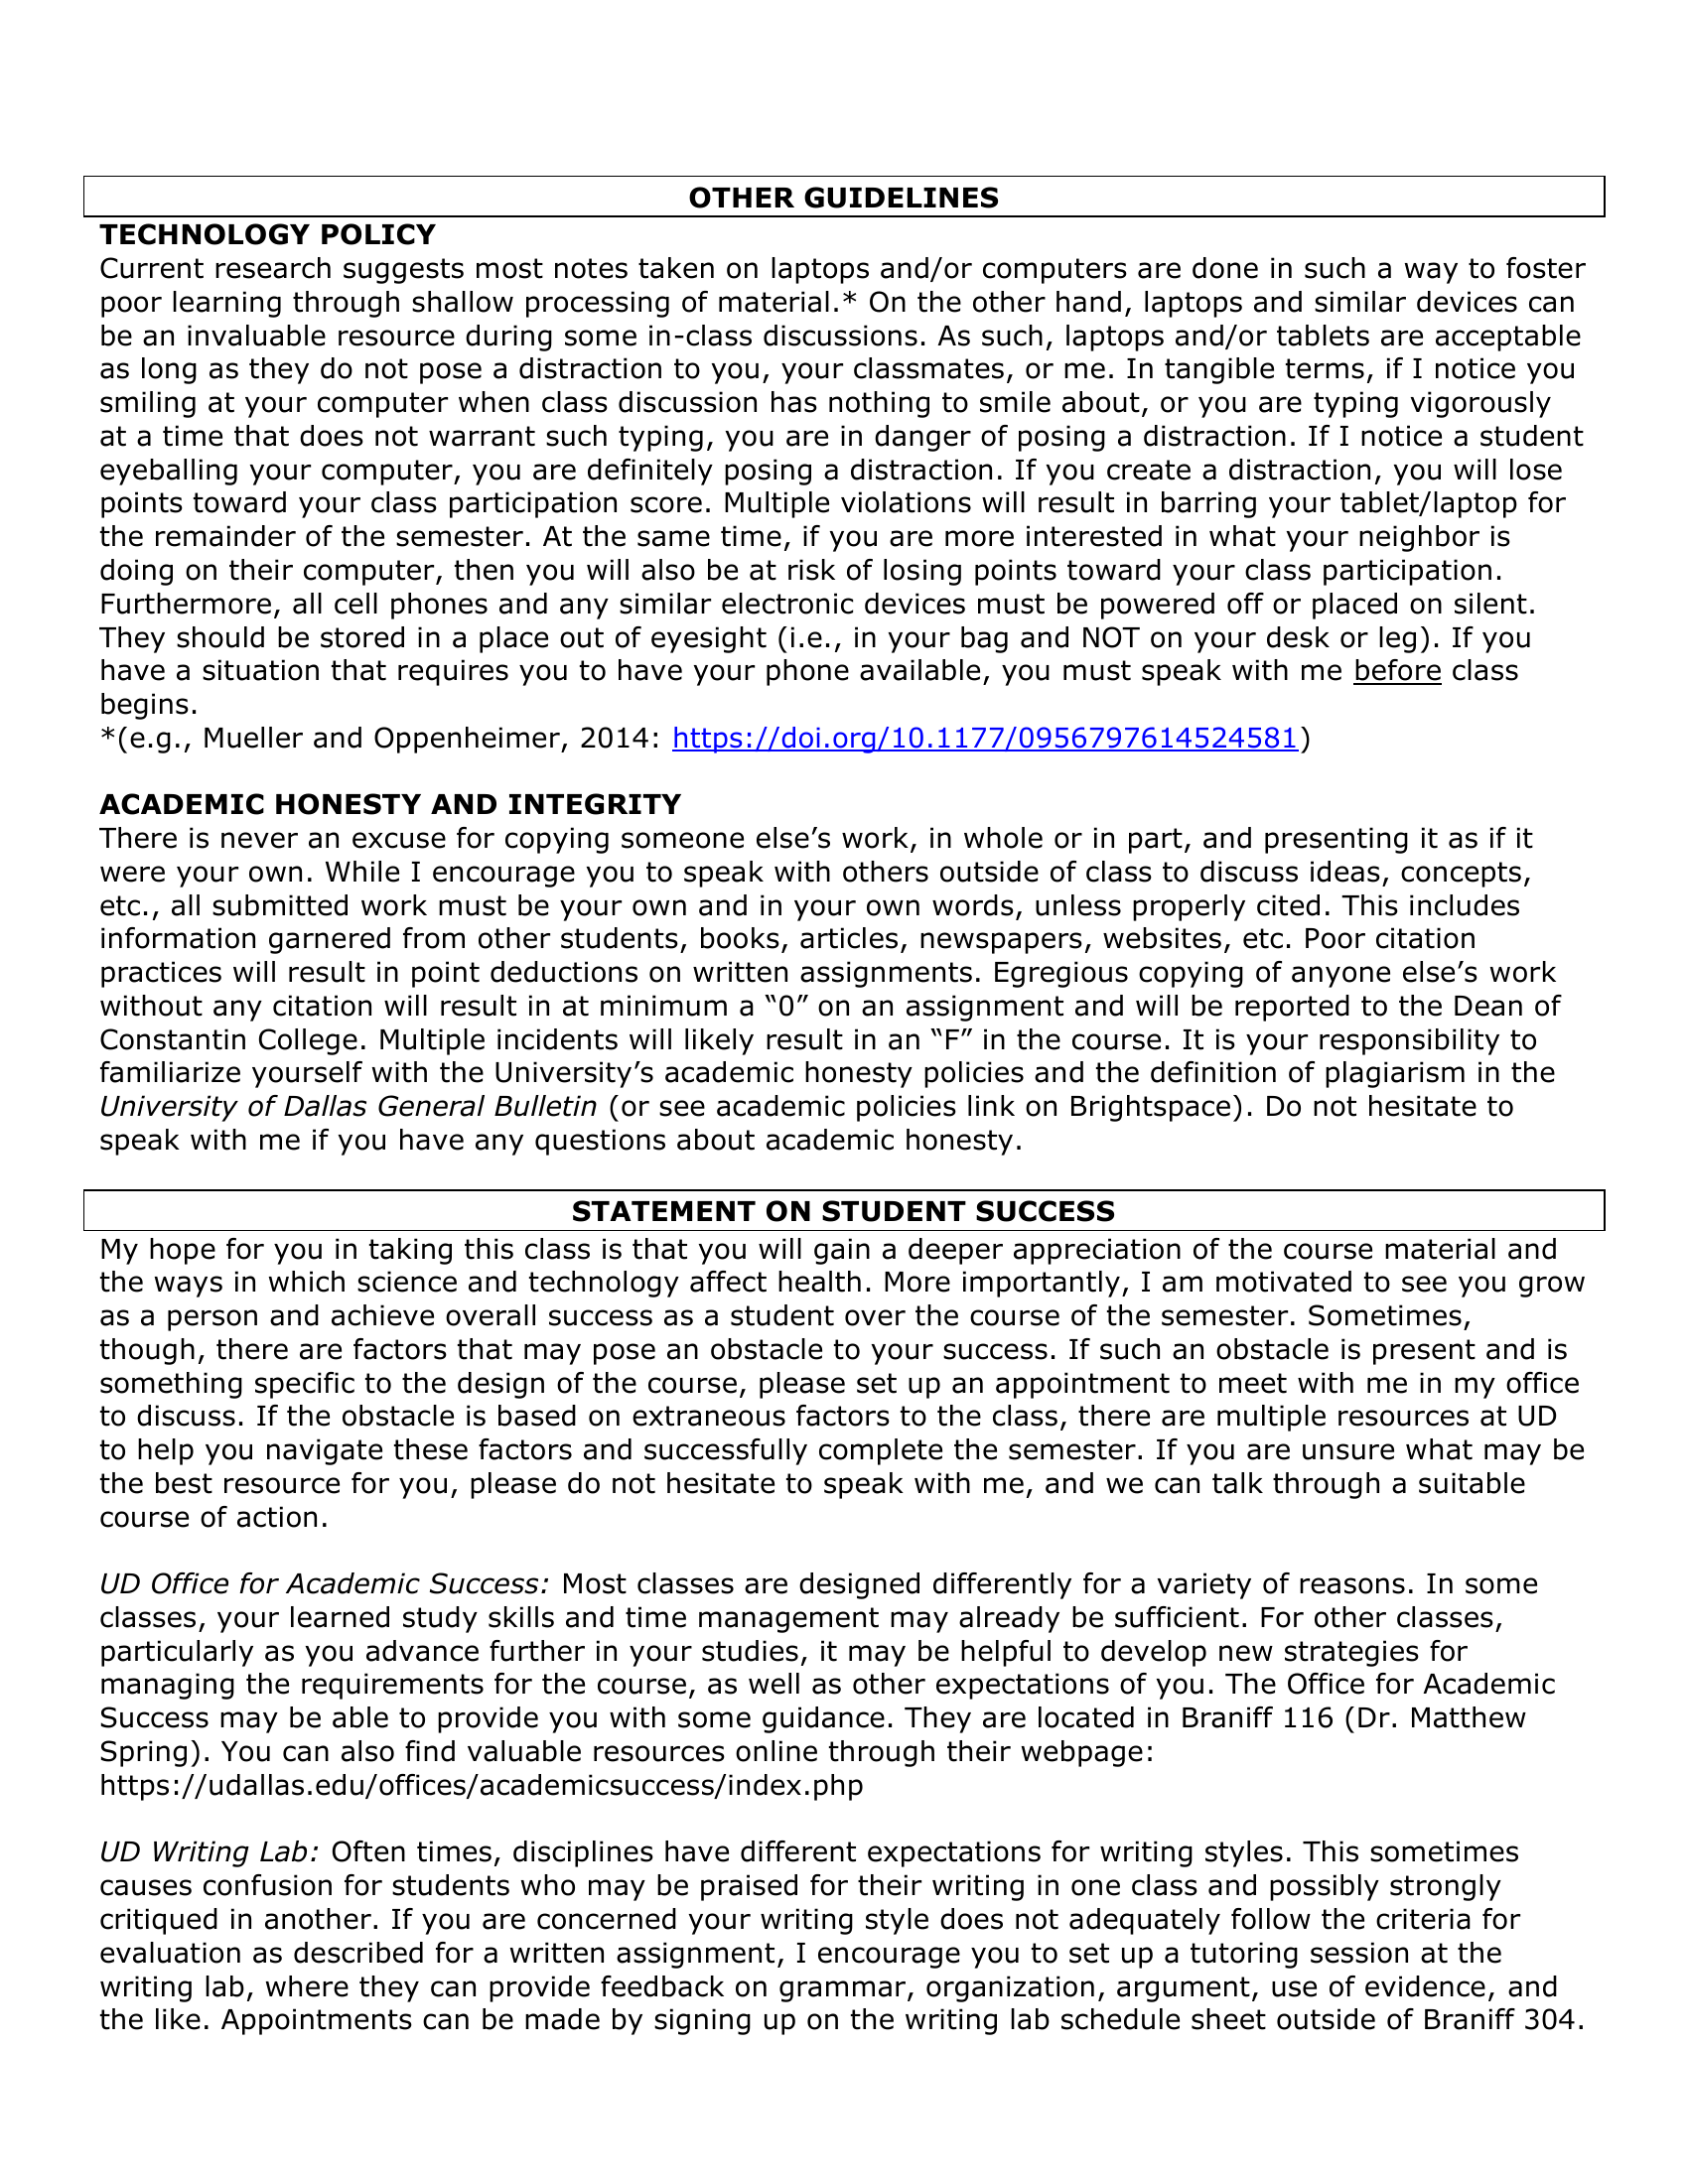 OTHER GUIDELINES
TECHNOLOGY POLICY
Current research suggests most notes taken on laptops and/or computers are done in such a way to foster
poor learning through shallow processing of material.* On the other hand, laptops and similar devices can
be an invaluable resource during some in-class discussions. As such, laptops and/or tablets are acceptable
as long as they do not pose a distraction to you, your classmates, or me. In tangible terms, if I notice you
smiling at your computer when class discussion has nothing to smile about, or you are typing vigorously
at a time that does not warrant such typing, you are in danger of posing a distraction. If I notice a student
eyeballing your computer, you are definitely posing a distraction. If you create a distraction, you will lose
points toward your class participation score. Multiple violations will result in barring your tablet/laptop for
the remainder of the semester. At the same time, if you are more interested in what your neighbor is
doing on their computer, then you will also be at risk of losing points toward your class participation.
Furthermore, all cell phones and any similar electronic devices must be powered off or placed on silent.
They should be stored in a place out of eyesight (i.e., in your bag and NOT on your desk or leg). If you
have a situation that requires you to have your phone available, you must speak with me before class
begins.
*(e.g., Mueller and Oppenheimer, 2014: https://doi.org/10.1177/0956797614524581)
ACADEMIC HONESTY AND INTEGRITY
There is never an excuse for copying someone else’s work, in whole or in part, and presenting it as if it
were your own. While I encourage you to speak with others outside of class to discuss ideas, concepts,
etc., all submitted work must be your own and in your own words, unless properly cited. This includes
information garnered from other students, books, articles, newspapers, websites, etc. Poor citation
practices will result in point deductions on written assignments. Egregious copying of anyone else’s work
without any citation will result in at minimum a “0” on an assignment and will be reported to the Dean of
Constantin College. Multiple incidents will likely result in an “F” in the course. It is your responsibility to
familiarize yourself with the University’s academic honesty policies and the definition of plagiarism in the
University of Dallas General Bulletin (or see academic policies link on Brightspace). Do not hesitate to
speak with me if you have any questions about academic honesty.
STATEMENT ON STUDENT SUCCESS
My hope for you in taking this class is that you will gain a deeper appreciation of the course material and
the ways in which science and technology affect health. More importantly, I am motivated to see you grow
as a person and achieve overall success as a student over the course of the semester. Sometimes,
though, there are factors that may pose an obstacle to your success. If such an obstacle is present and is
something specific to the design of the course, please set up an appointment to meet with me in my office
to discuss. If the obstacle is based on extraneous factors to the class, there are multiple resources at UD
to help you navigate these factors and successfully complete the semester. If you are unsure what may be
the best resource for you, please do not hesitate to speak with me, and we can talk through a suitable
course of action.
UD Office for Academic Success: Most classes are designed differently for a variety of reasons. In some
classes, your learned study skills and time management may already be sufficient. For other classes,
particularly as you advance further in your studies, it may be helpful to develop new strategies for
managing the requirements for the course, as well as other expectations of you. The Office for Academic
Success may be able to provide you with some guidance. They are located in Braniff 116 (Dr. Matthew
Spring). You can also find valuable resources online through their webpage:
https://udallas.edu/offices/academicsuccess/index.php
UD Writing Lab: Often times, disciplines have different expectations for writing styles. This sometimes
causes confusion for students who may be praised for their writing in one class and possibly strongly
critiqued in another. If you are concerned your writing style does not adequately follow the criteria for
evaluation as described for a written assignment, I encourage you to set up a tutoring session at the
writing lab, where they can provide feedback on grammar, organization, argument, use of evidence, and
the like. Appointments can be made by signing up on the writing lab schedule sheet outside of Braniff 304.